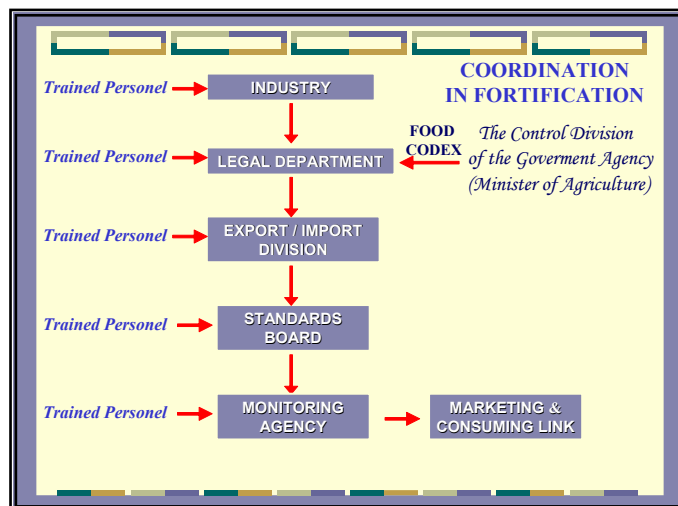 COORDINATION
IN FORTIFICATION
Trained Personel
INDUSTRY
Trained Personel
LEGAL DEPARTMENT
FOOD
CODEX
The Control Division
of the Goverment Agency
(Minister of Agriculture)
Trained Personel
EXPORT / IMPORT
DIVISION
Trained Personel
STANDARDS
BOARD
Trained Personel
MONITORING
AGENCY
MARKETING &
CONSUMING LINK